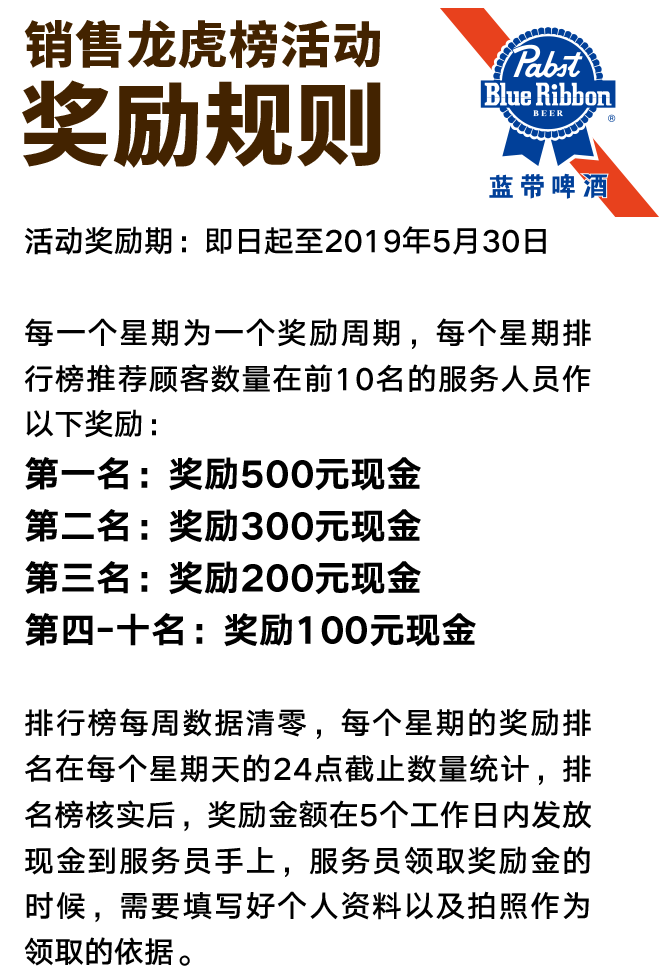 销售龙虎榜活动
奖励规则
Pabst
Blue Ribbon
BEER
®
蓝带啤酒
活动奖励期：即日起至2019年5月30日
每一个星期为一个奖励周期，每个星期排
行榜推荐顾客数量在前10名的服务人员作
以下奖励：
第一名：奖励500元现金
第二名：奖励300元现金
第三名：奖励200元现金
第四-十名：奖励100元现金
排行榜每周数据清零，每个星期的奖励排
名在每个星期天的24点截止数量统计，排
名榜核实后，奖励金额在5个工作日内发放
现金到服务员手上，服务员领取奖励金的
时候，需要填写好个人资料以及拍照作为
领取的依据。